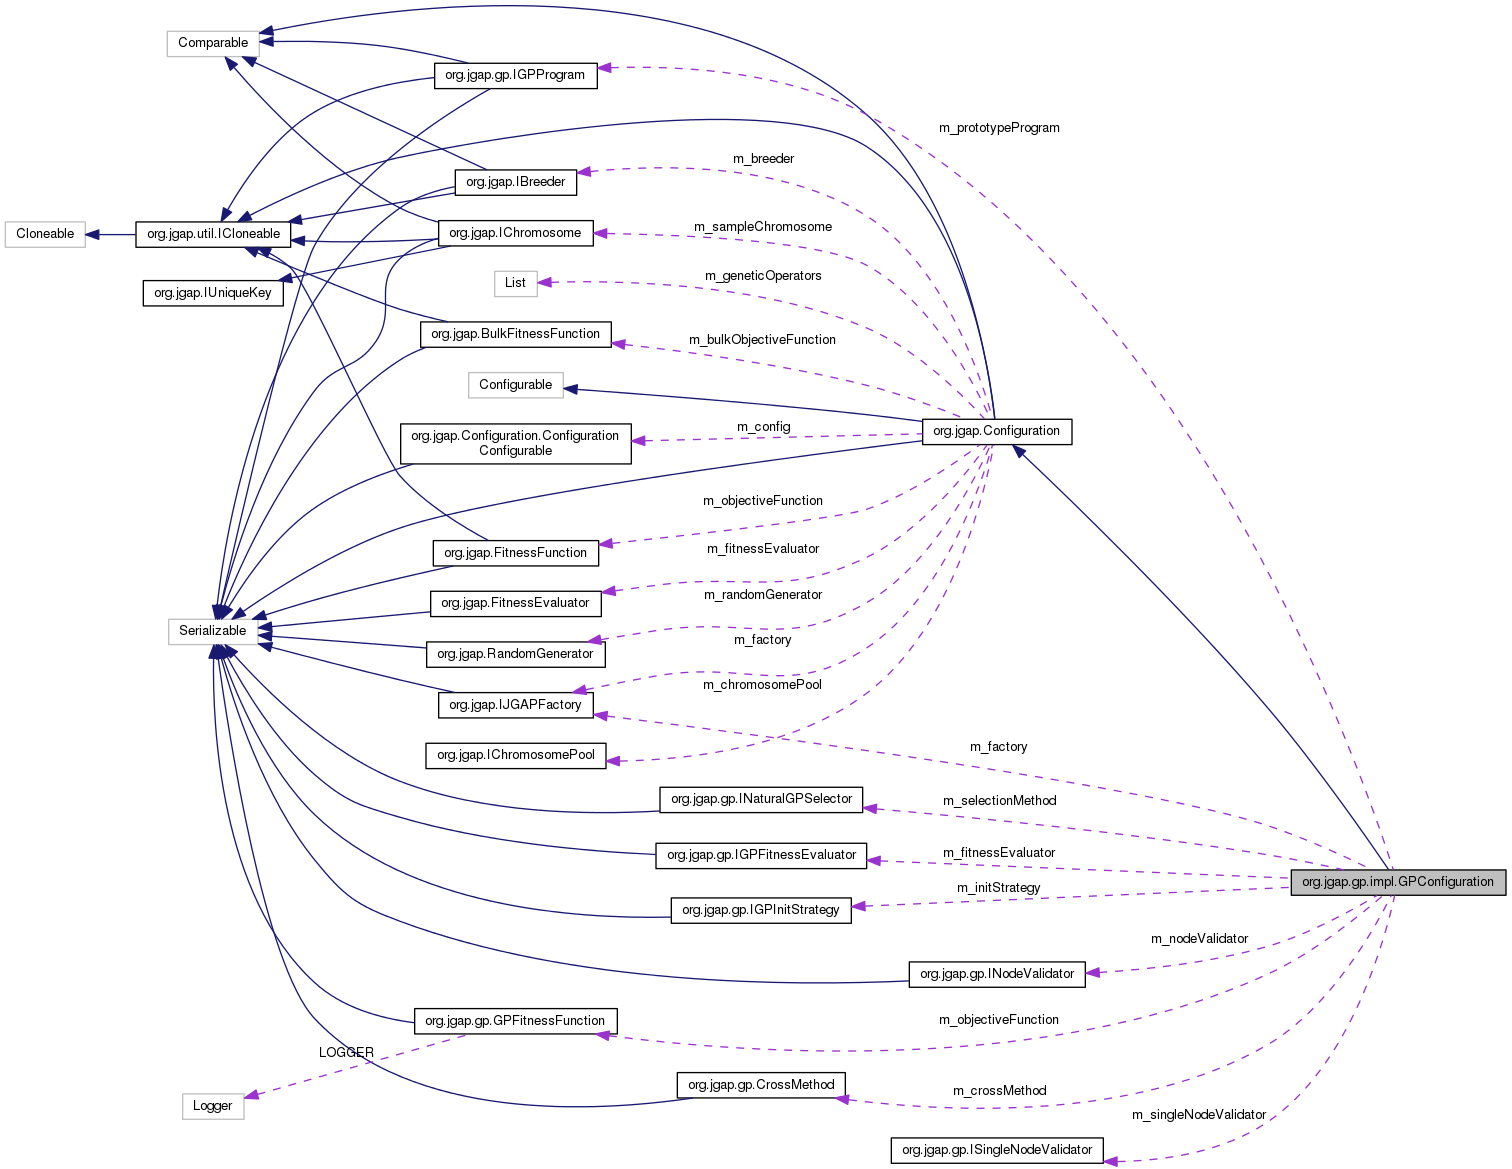 Comparable
org.jgap.gp.IGPProgram
m_prototypeProgram
m_breeder
org.jgap.IBreeder
Cloneable
org.jgap.util.ICloneable
org.jgap.IChromosome
m_sampleChromosome
org.jgap.IUniqueKey
List
m_geneticOperators
org.jgap.BulkFitnessFunction
m_bulkObjectiveFunction
Configurable
org.jgap.Configuration
org.jgap.Configuration.Configuration
Configurable
m_config
m_objectiveFunction
org.jgap.FitnessFunction
m_fitnessEvaluator
org.jgap.FitnessEvaluator
m_randomGenerator
Serializable
org.jgap.RandomGenerator
m_factory
m_chromosomePool
org.jgap.IJGAPFactory
org.jgap.IChromosomePool
m_factory
org.jgap.gp.INaturalGPSelector
m_selectionMethod
org.jgap.gp.IGPFitnessEvaluator
m_fitnessEvaluator
org.jgap.gp.impl.GPConfiguration
m_initStrategy
org.jgap.gp.IGPInitStrategy
m_nodeValidator
org.jgap.gp.INodeValidator
org.jgap.gp.GPFitnessFunction
m_objectiveFunction
LOGGER
Logger
org.jgap.gp.CrossMethod
m_crossMethod
m_singleNodeValidator
org.jgap.gp.ISingleNodeValidator